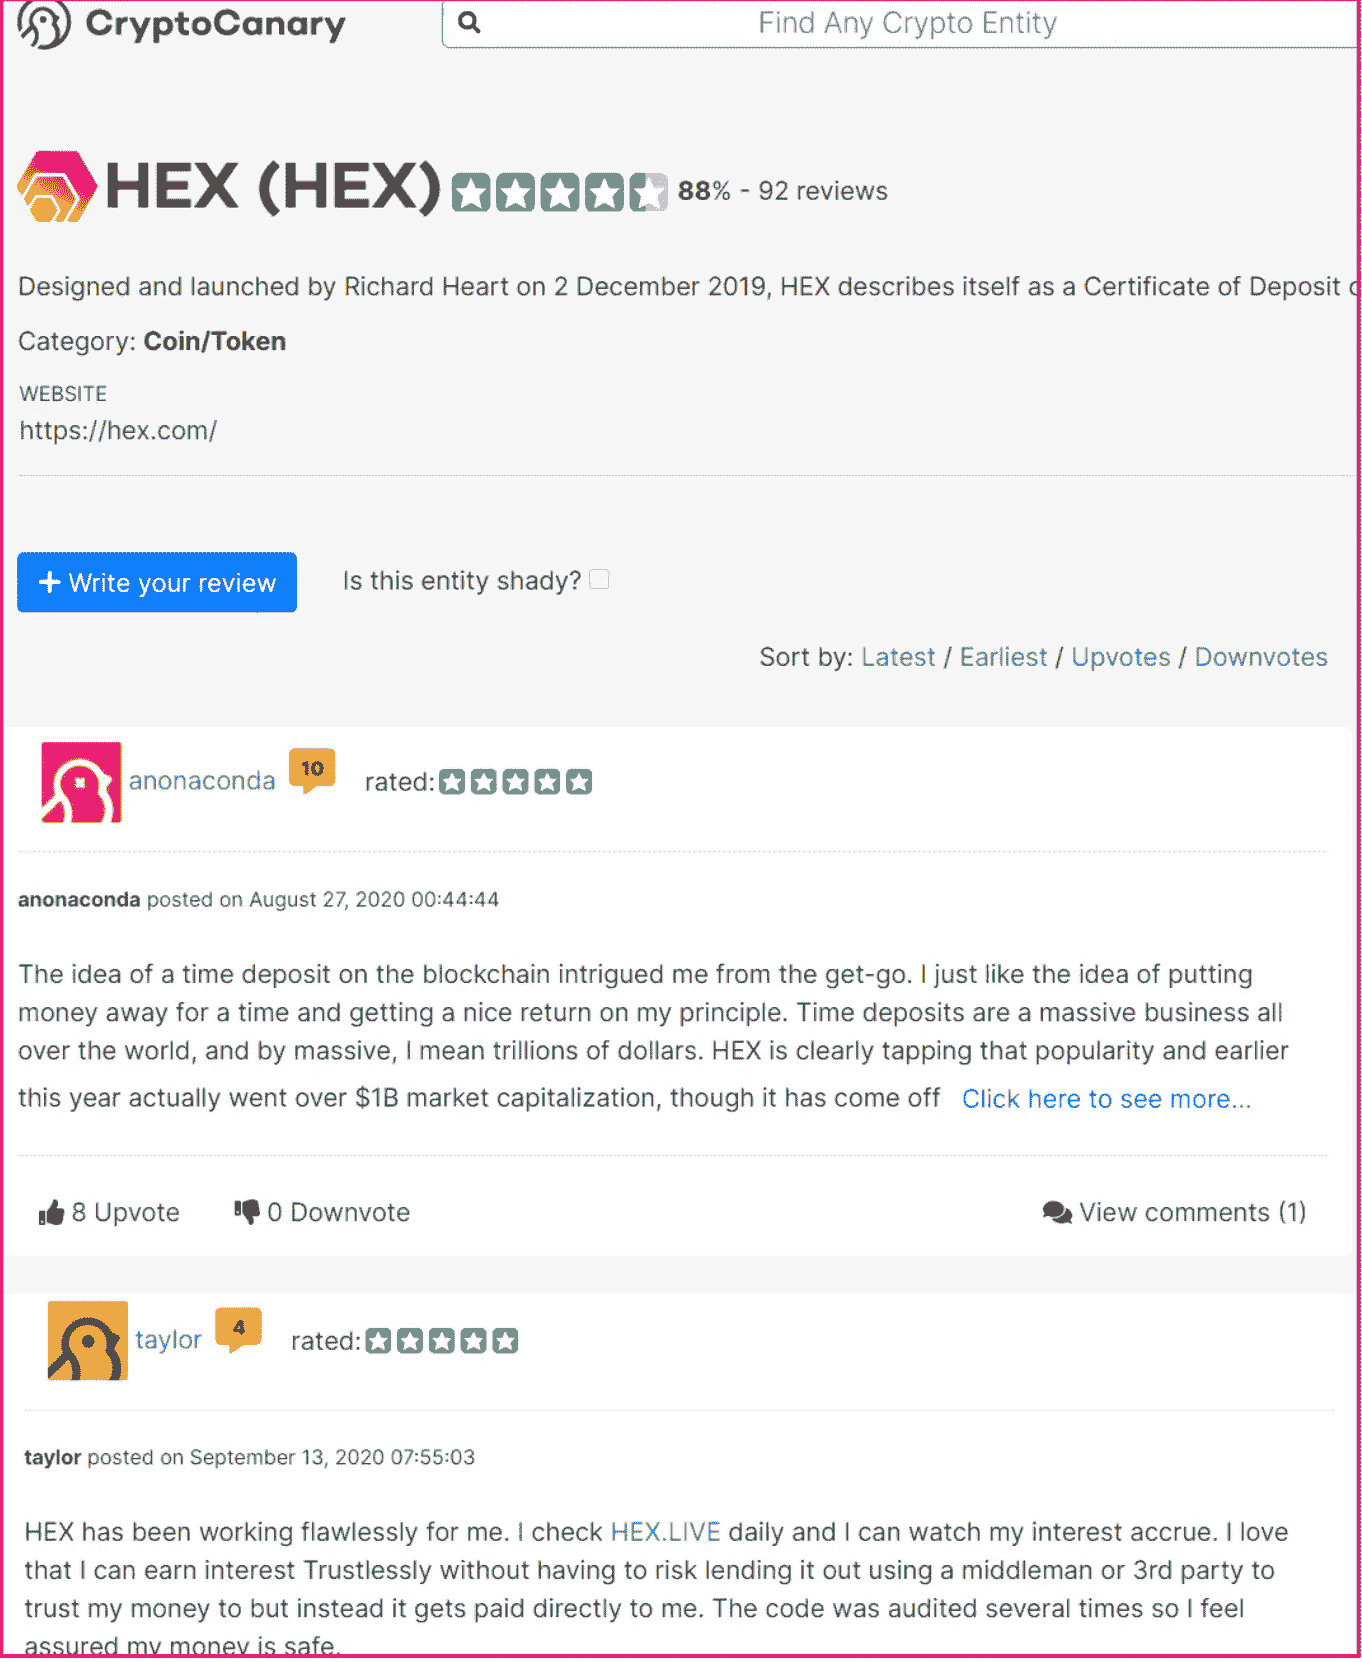 CryptoCanary
Find Any Crypto Entity
HEX (HEX) 88% - 92 reviews
Designed and launched by Richard Heart on 2 December 2019, HEX describes itself as a Certificate of Deposit
Category: Coin/Token
WEBSITE
https://hex.com/
+ Write your review
Is this entity shady?
Sort by: Latest / Earliest / Upvotes / Downvotes
anonaconda 10 rated:
anonaconda posted on August 27, 2020 00:44:44
The idea of a time deposit on the blockchain intrigued me from the get-go. I just like the idea of putting
money away for a time and getting a nice return on my principle. Time deposits are a massive business all
over the world, and by massive, I mean trillions of dollars. HEX is clearly tapping that popularity and earlier
this year actually went over $1B market capitalization, though it has come off Click here to see more...
8 Upvote 0 Downvote View comments (1)
taylor 4 rated:
taylor posted on September 13, 2020 07:55:03
HEX has been working flawlessly for me. I check HEX.LIVE daily and I can watch my interest accrue. I love
that I can earn interest Trustlessly without having to risk lending it out using a middleman or 3rd party to
trust my money to but instead it gets paid directly to me. The code was audited several times so I feel
assured my money is safe.